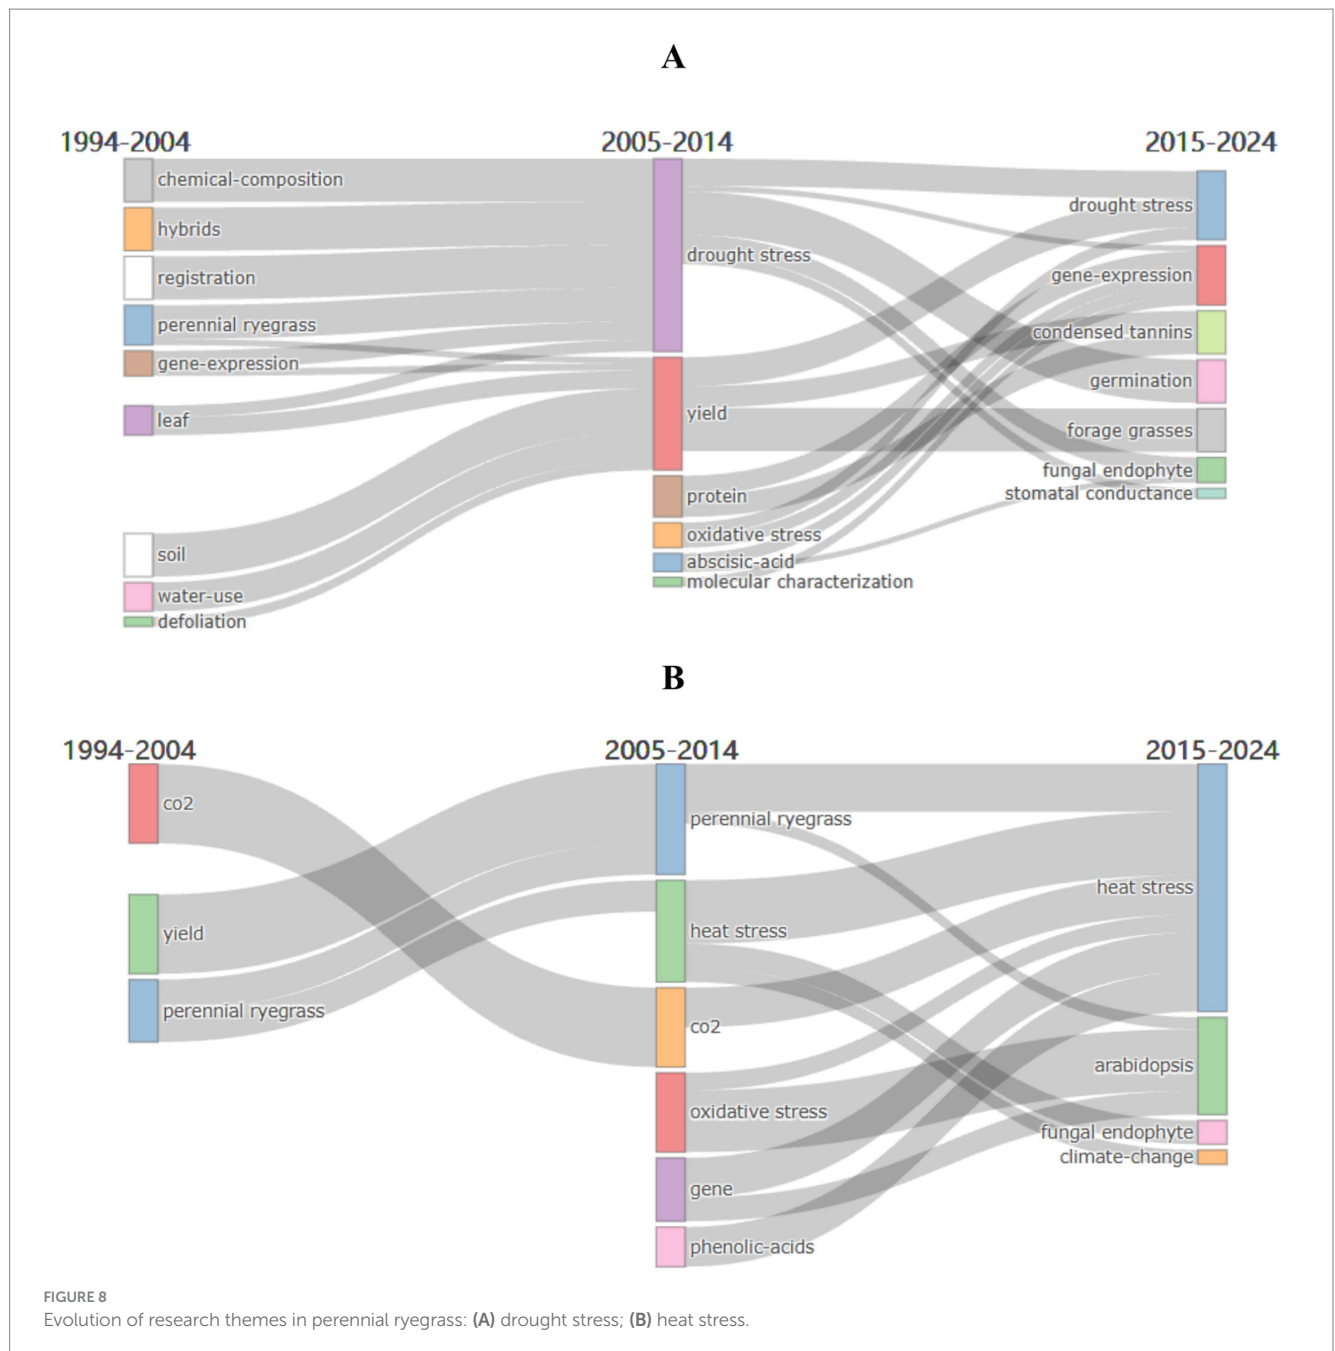 A
1994-2004 2005-2014 2015-2024
chemical-composition
hybrids
registration
perennial ryegrass
gene-expression
leaf
soil
water-use
defoliation
drought stress
yield
protein
oxidative stress
abscisic-acid
molecular characterization
drought stress
gene-expression
condensed tannins
germination
forage grasses
fungal endophyte
stomatal conductance
B
1994-2004 2005-2014 2015-2024
co2
yield
perennial ryegrass
perennial ryegrass
heat stress
co2
oxidative stress
gene
phenolic-acids
heat stress
arabidopsis
fungal endophyte
climate-change
FIGURE 8
Evolution of research themes in perennial ryegrass: (A) drought stress; (B) heat stress.